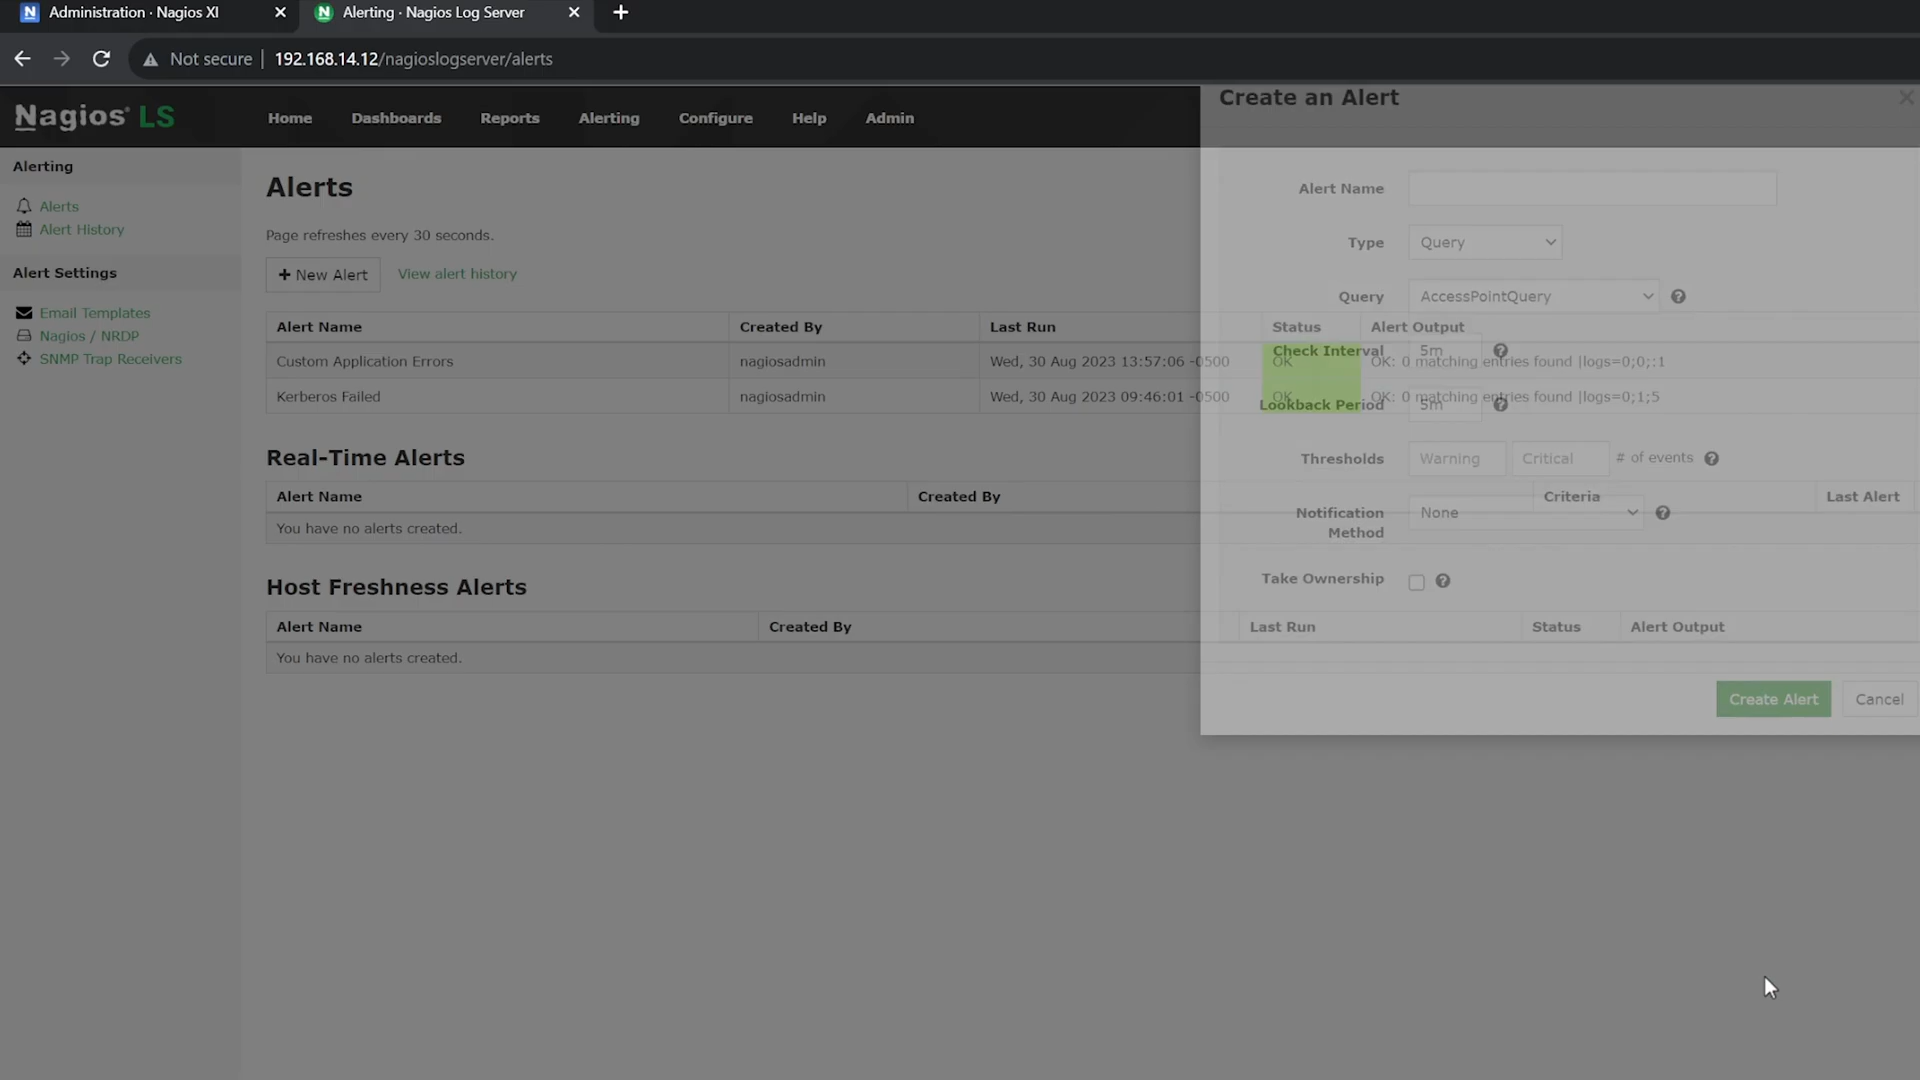 Administration · Nagios XI
Alerting · Nagios Log Server
Not secure
192.168.14.12/nagioslogserver/alerts
Nagios® LS
Home
Dashboards
Reports
Alerting
Configure
Help
Admin
Alerting
Alerts
Alert History
Alert Settings
Email Templates
Nagios / NRDP
SNMP Trap Receivers
Alerts
Page refreshes every 30 seconds.
+ New Alert
View alert history
Alert Name Created By Last Run Status Alert Output
Custom Application Errors nagiosadmin Wed, 30 Aug 2023 13:57:06 -0500 OK OK: 0 matching entries found |logs=0;0;:1
Kerberos Failed nagiosadmin Wed, 30 Aug 2023 09:46:01 -0500 OK OK: 0 matching entries found |logs=0;1;5
Real-Time Alerts
Alert Name Created By Criteria Last Alert
You have no alerts created.
Host Freshness Alerts
Alert Name Created By Last Run Status Alert Output
You have no alerts created.
Create an Alert
Alert Name
Type Query
Query AccessPointQuery
Check Interval 5m
Lookback Period 5m
Thresholds Warning Critical # of events
Notification Method None
Take Ownership
Create Alert
Cancel